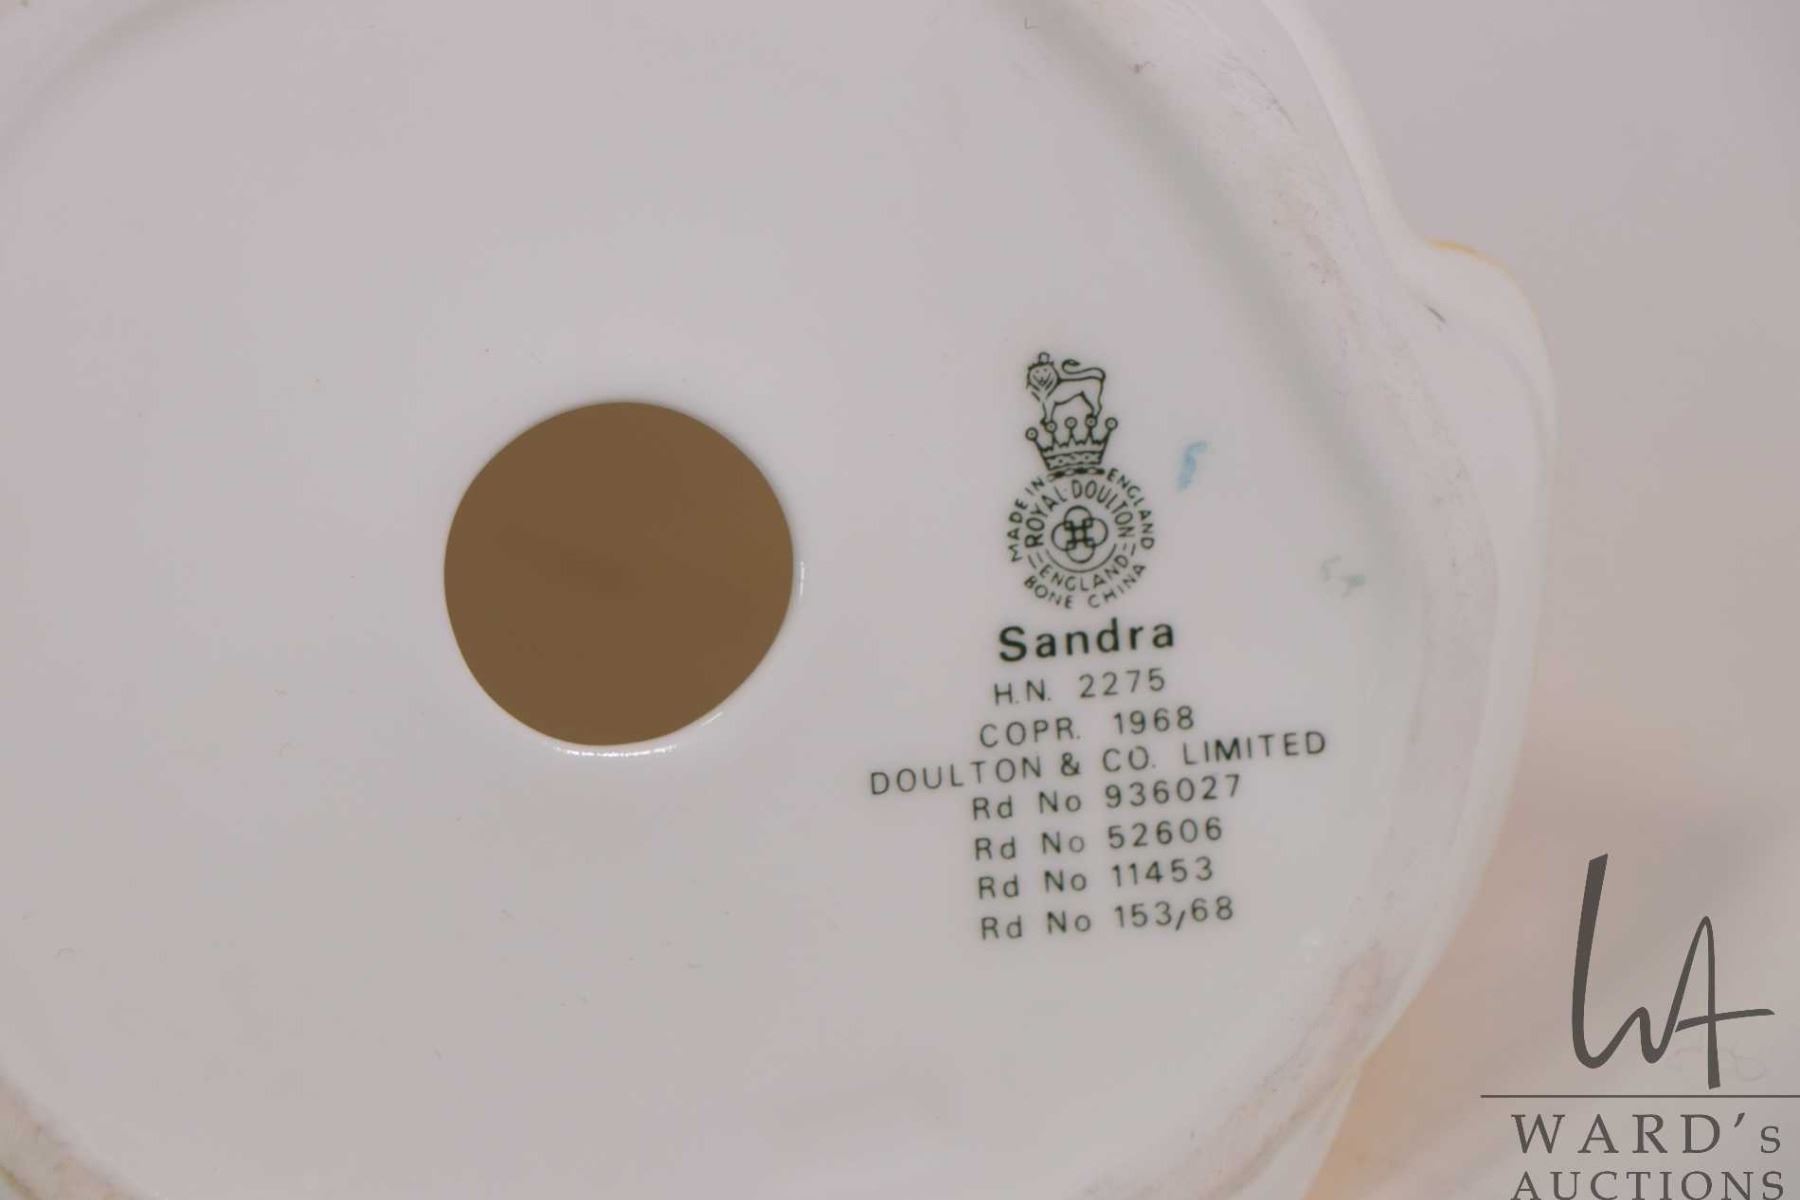 MADE IN ENGLAND
ROYAL DOULTON
ENGLAND
BONE CHINA
Sandra
H.N. 2275
COPR. 1968
DOULTON & CO. LIMITED
Rd No 936027
Rd No 52606
Rd No 11453
Rd No 153/68
WA
WARD's
AUCTIONS